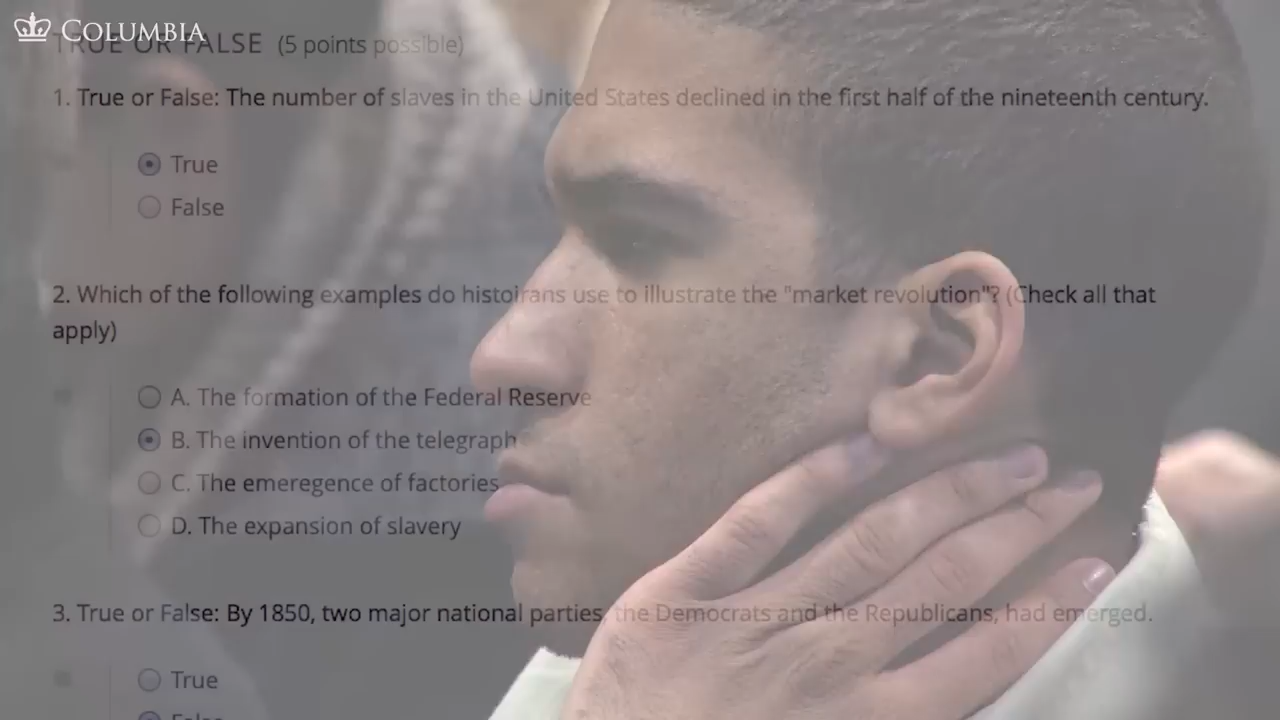 COLUMBIA
TRUE OR FALSE (5 points possible)
1. True or False: The number of slaves in the United States declined in the first half of the nineteenth century.
True
False
2. Which of the following examples do histoirans use to illustrate the "market revolution"? (Check all that
apply)
A. The formation of the Federal Reserve
B. The invention of the telegraph
C. The emeregence of factories
D. The expansion of slavery
3. True or False: By 1850, two major national parties, the Democrats and the Republicans, had emerged.
True
False